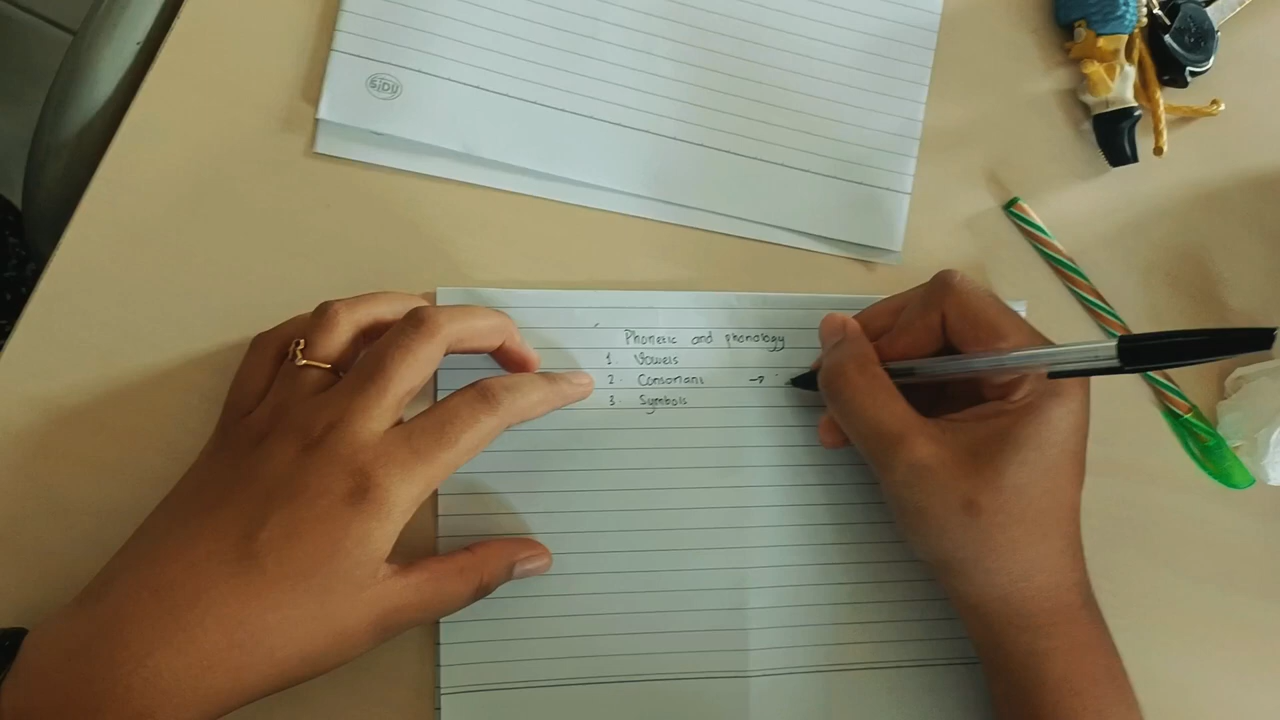 SIDU
Phonetic and phonology
1. Vowels
2. Consonant →
3. Symbols